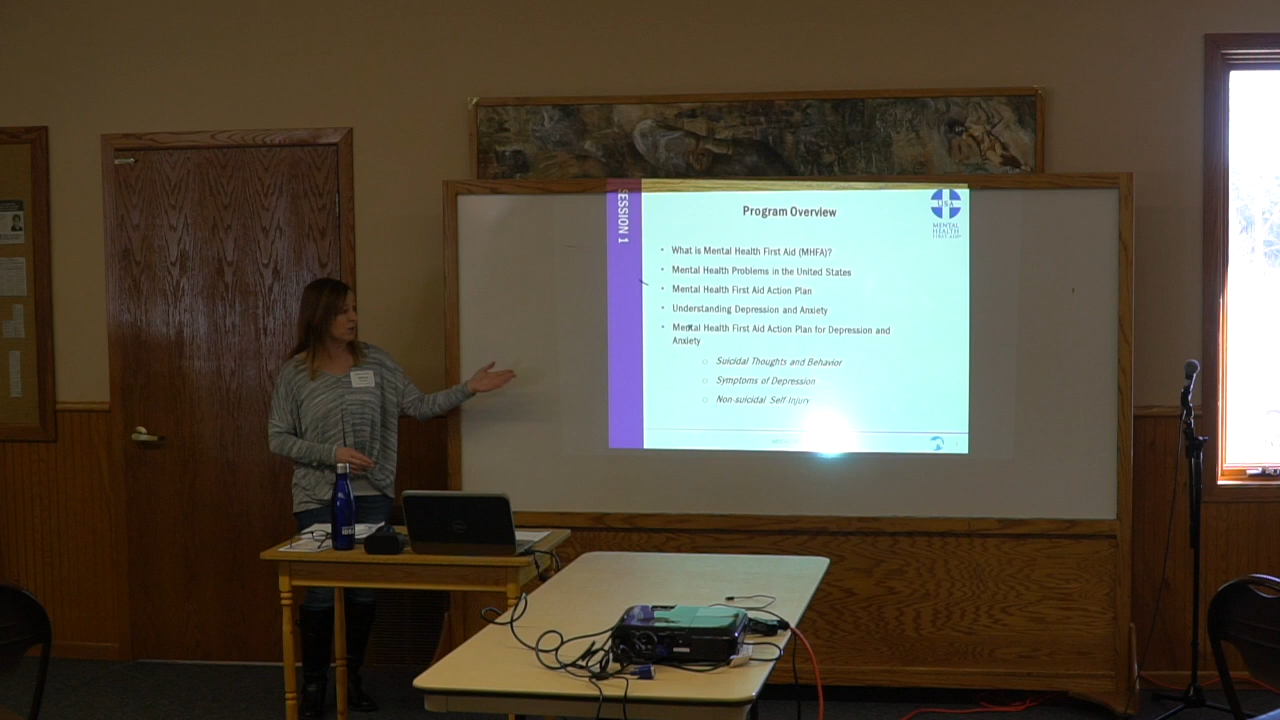 SESSION 1
Program Overview
USA
MENTAL
HEALTH
FIRST AID
• What is Mental Health First Aid (MHFA)?
• Mental Health Problems in the United States
• Mental Health First Aid Action Plan
• Understanding Depression and Anxiety
• Mental Health First Aid Action Plan for Depression and
Anxiety
○ Suicidal Thoughts and Behavior
○ Symptoms of Depression
○ Non-suicidal Self-Injury